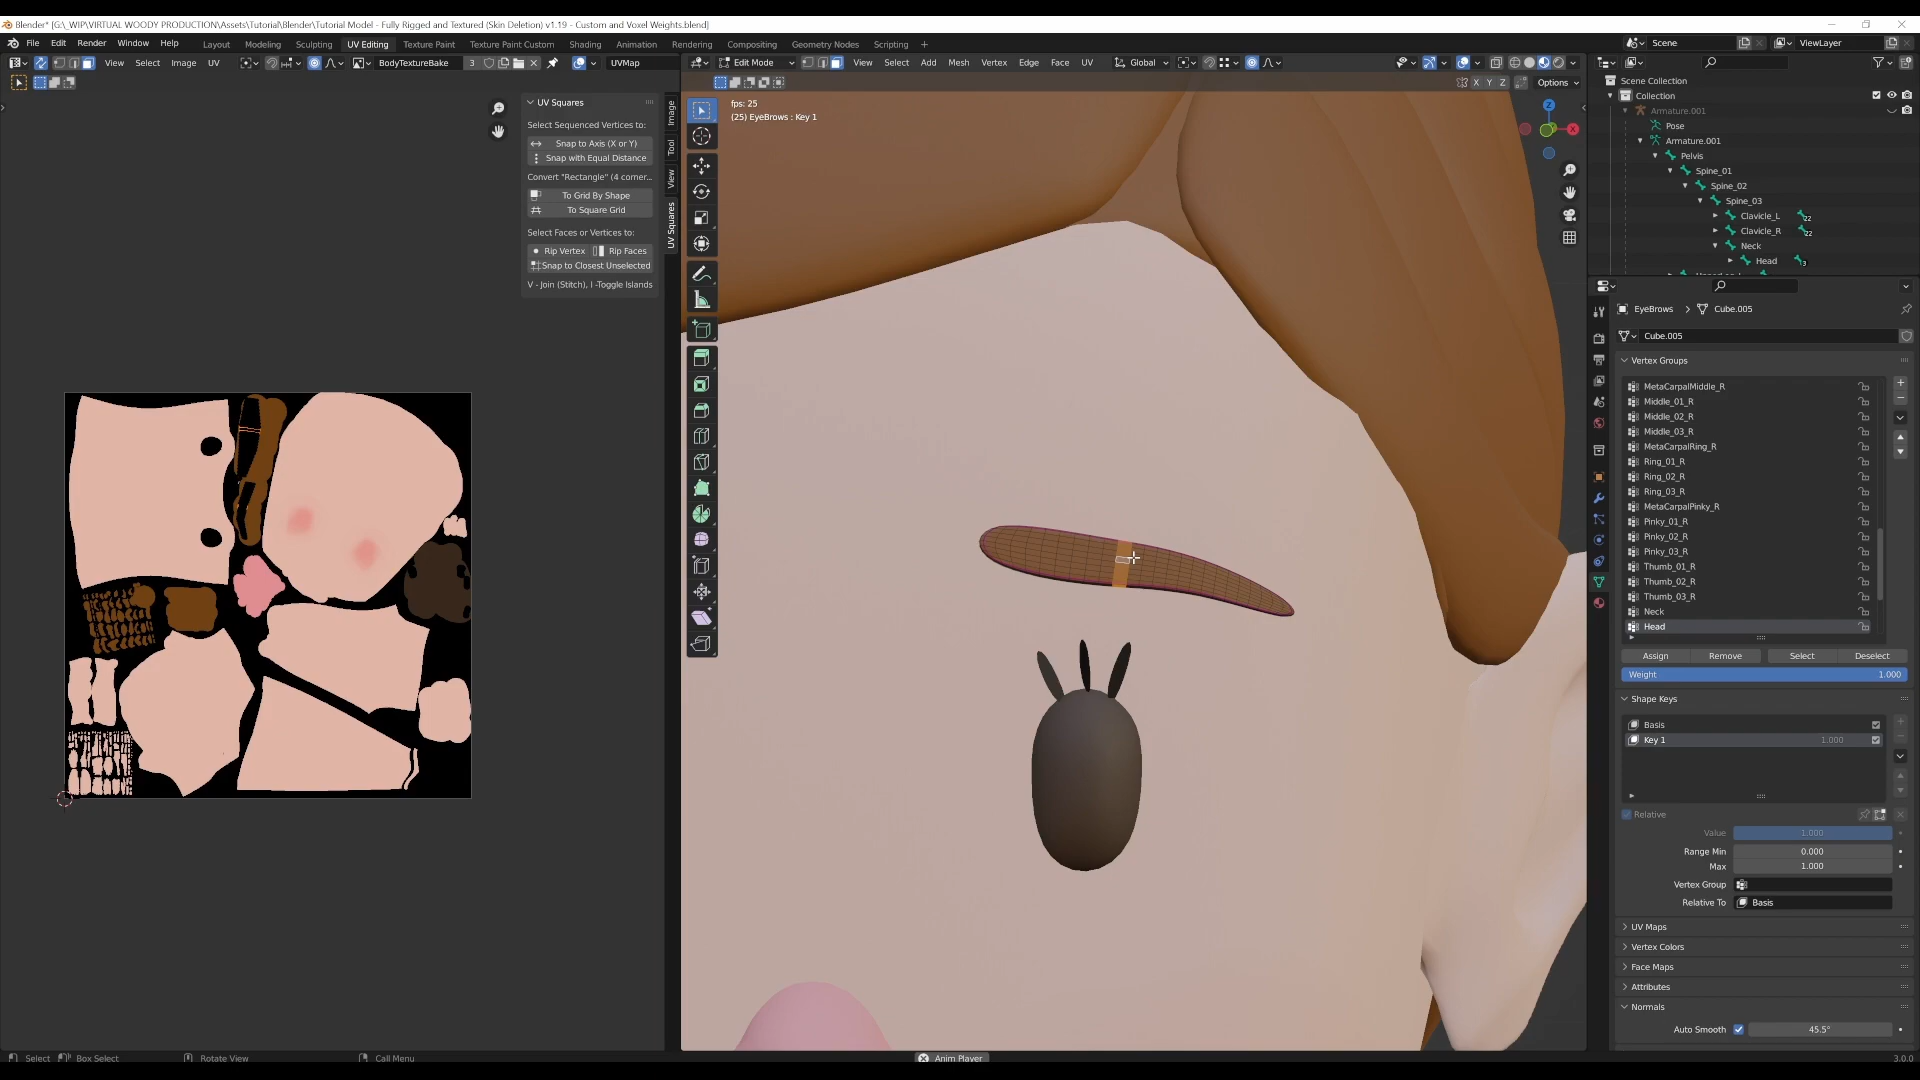 Blender* [G:\_WIP\VIRTUAL WOODY PRODUCTION\Assets\Tutorial\Blender\Tutorial Model - Fully Rigged and Textured (Skin Deletion) v1.19 - Custom and Voxel Weights.blend]
File Edit Render Window Help Layout Modeling Sculpting UV Editing Texture Paint Texture Paint Custom Shading Animation Rendering Compositing Geometry Nodes Scripting + Scene ViewLayer
View Select Image UV BodyTextureBake 3 UVMap Edit Mode View Select Add Mesh Vertex Edge Face UV Global
X Y Z Options
UV Squares
Select Sequenced Vertices to:
Snap to Axis (X or Y)
Snap with Equal Distance
Convert "Rectangle" (4 corner...
To Grid By Shape
To Square Grid
Select Faces or Vertices to:
Rip Vertex Rip Faces
Snap to Closest Unselected
V - Join (Stitch), I -Toggle Islands
Image
Tool
View
UV Squares
fps: 25
(25) EyeBrows : Key 1
Z
X
Scene Collection
Collection
Armature.001
Pose
Armature.001
Pelvis
Spine_01
Spine_02
Spine_03
Clavicle_L 22
Clavicle_R 22
Neck
Head 3
EyeBrows > Cube.005
Cube.005
Vertex Groups
MetaCarpalMiddle_R
Middle_01_R
Middle_02_R
Middle_03_R
MetaCarpalRing_R
Ring_01_R
Ring_02_R
Ring_03_R
MetaCarpalPinky_R
Pinky_01_R
Pinky_02_R
Pinky_03_R
Thumb_01_R
Thumb_02_R
Thumb_03_R
Neck
Head
Assign Remove Select Deselect
Weight 1.000
Shape Keys
Basis
Key 1 1.000
Relative
Value 1.000
Range Min 0.000
Max 1.000
Vertex Group
Relative To Basis
UV Maps
Vertex Colors
Face Maps
Attributes
Normals
Auto Smooth 45.5°
Select Box Select Rotate View Call Menu Anim Player 3.0.0